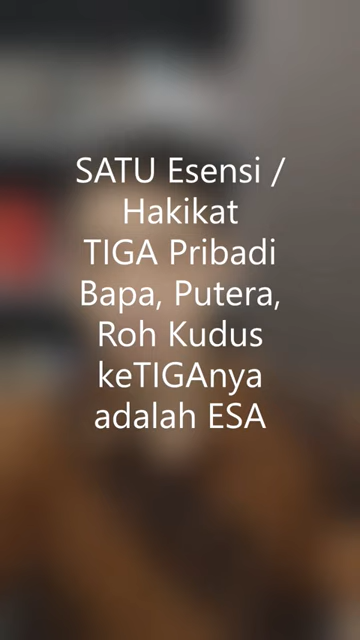 SATU Esensi /
Hakikat
TIGA Pribadi
Bapa, Putera,
Roh Kudus
keTIGAnya
adalah ESA